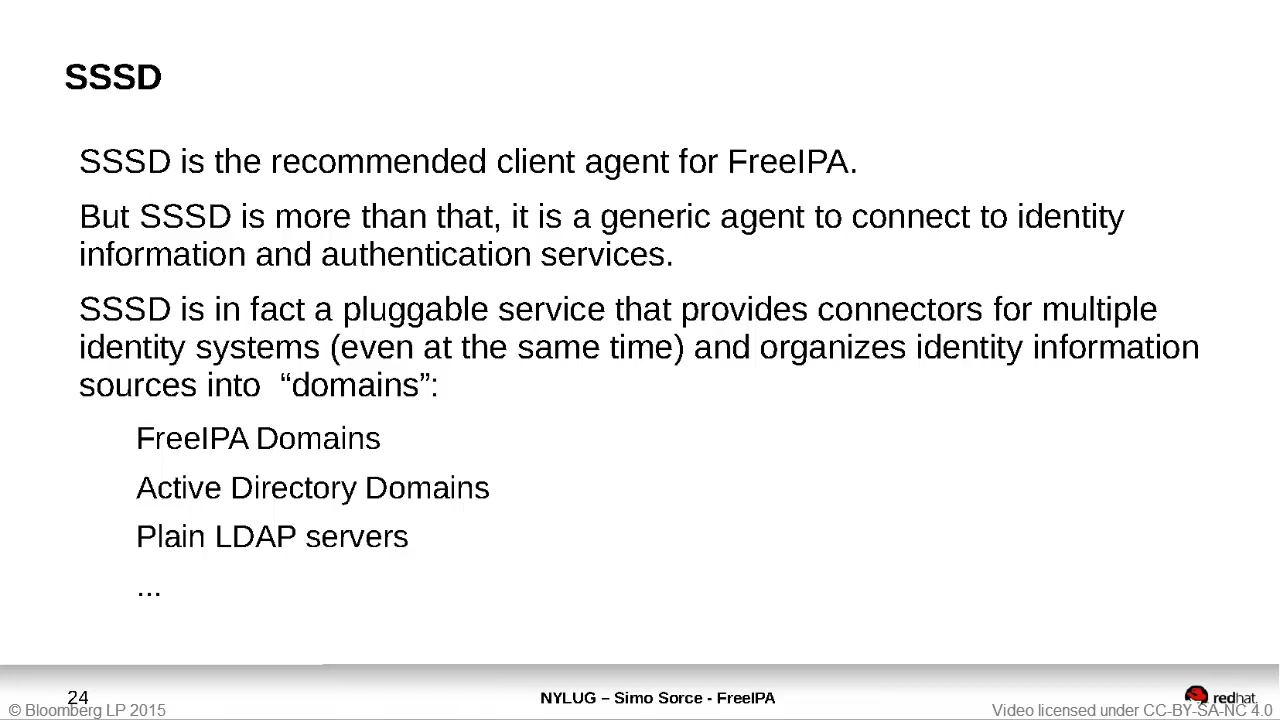 SSSD
SSSD is the recommended client agent for FreeIPA.
But SSSD is more than that, it is a generic agent to connect to identity
information and authentication services.
SSSD is in fact a pluggable service that provides connectors for multiple
identity systems (even at the same time) and organizes identity information
sources into  “domains”:
FreeIPA Domains
Active Directory Domains
Plain LDAP servers
...
24
NYLUG – Simo Sorce - FreeIPA
redhat
© Bloomberg LP 2015
Video licensed under CC-BY-SA-NC 4.0